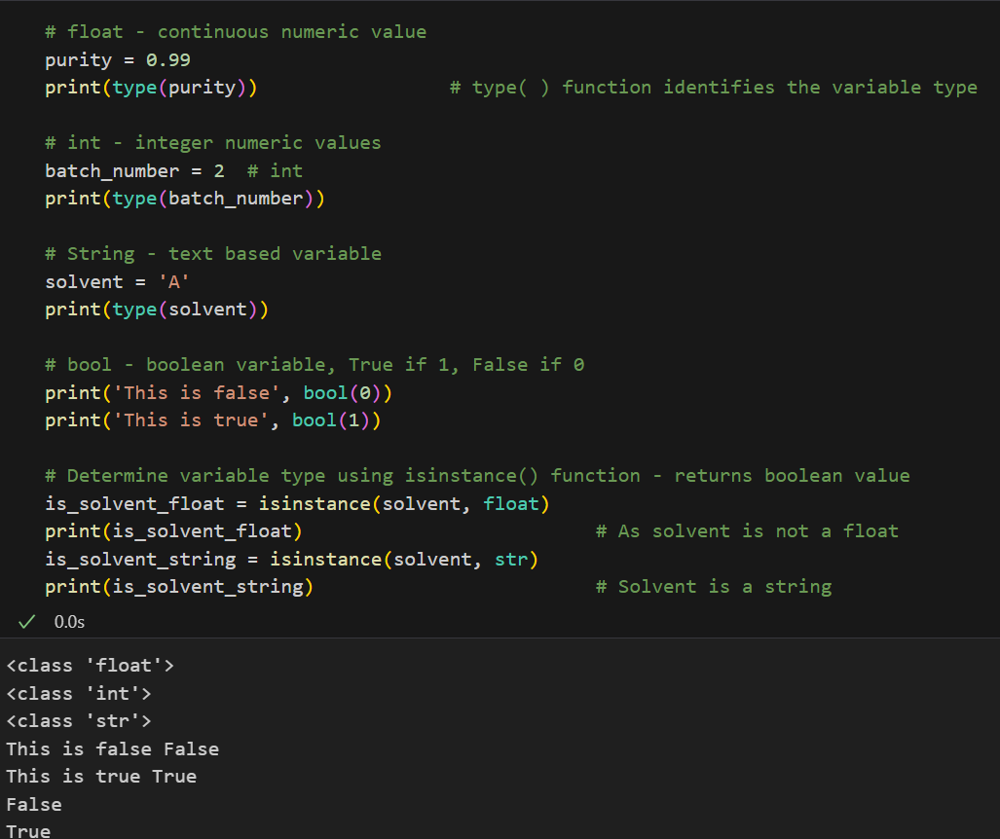 # float - continuous numeric value
purity = 0.99
print(type(purity)) # type( ) function identifies the variable type
# int - integer numeric values
batch_number = 2  # int
print(type(batch_number))
# String - text based variable
solvent = 'A'
print(type(solvent))
# bool - boolean variable, True if 1, False if 0
print('This is false', bool(0))
print('This is true', bool(1))
# Determine variable type using isinstance() function - returns boolean value
is_solvent_float = isinstance(solvent, float)
print(is_solvent_float) # As solvent is not a float
is_solvent_string = isinstance(solvent, str)
print(is_solvent_string) # Solvent is a string
0.0s
<class 'float'>
<class 'int'>
<class 'str'>
This is false False
This is true True
False
True